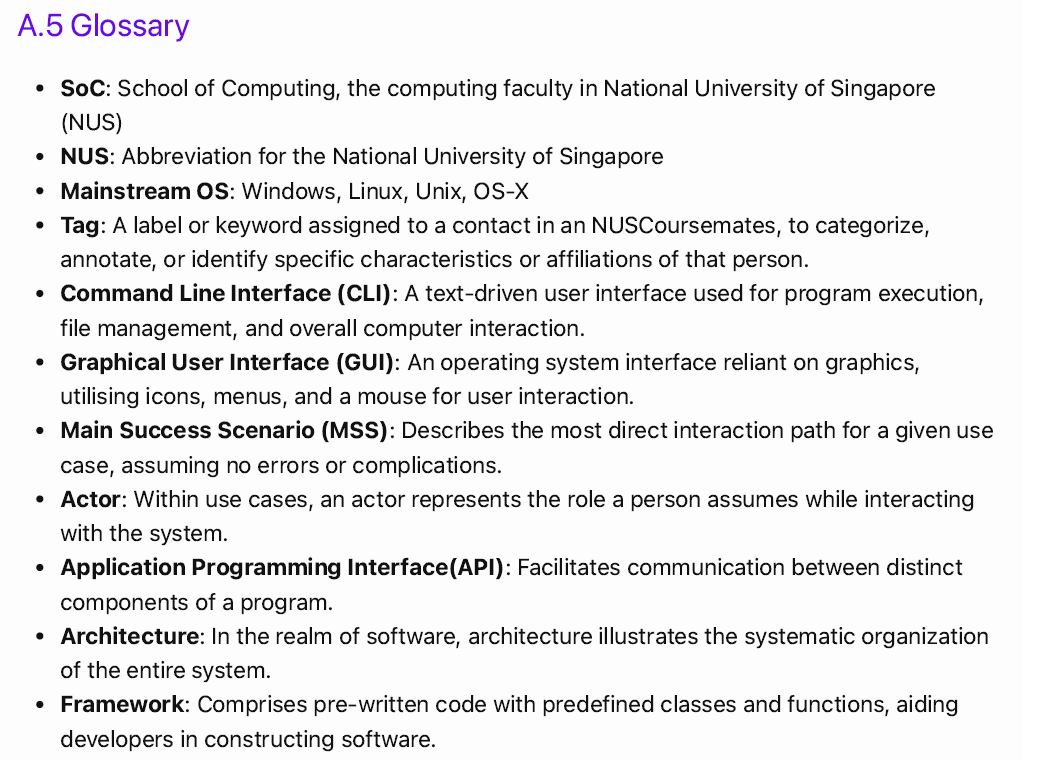 A.5 Glossary
• SoC: School of Computing, the computing faculty in National University of Singapore
(NUS)
• NUS: Abbreviation for the National University of Singapore
• Mainstream OS: Windows, Linux, Unix, OS-X
• Tag: A label or keyword assigned to a contact in an NUSCoursemates, to categorize,
annotate, or identify specific characteristics or affiliations of that person.
• Command Line Interface (CLI): A text-driven user interface used for program execution,
file management, and overall computer interaction.
• Graphical User Interface (GUI): An operating system interface reliant on graphics,
utilising icons, menus, and a mouse for user interaction.
• Main Success Scenario (MSS): Describes the most direct interaction path for a given use
case, assuming no errors or complications.
• Actor: Within use cases, an actor represents the role a person assumes while interacting
with the system.
• Application Programming Interface(API): Facilitates communication between distinct
components of a program.
• Architecture: In the realm of software, architecture illustrates the systematic organization
of the entire system.
• Framework: Comprises pre-written code with predefined classes and functions, aiding
developers in constructing software.